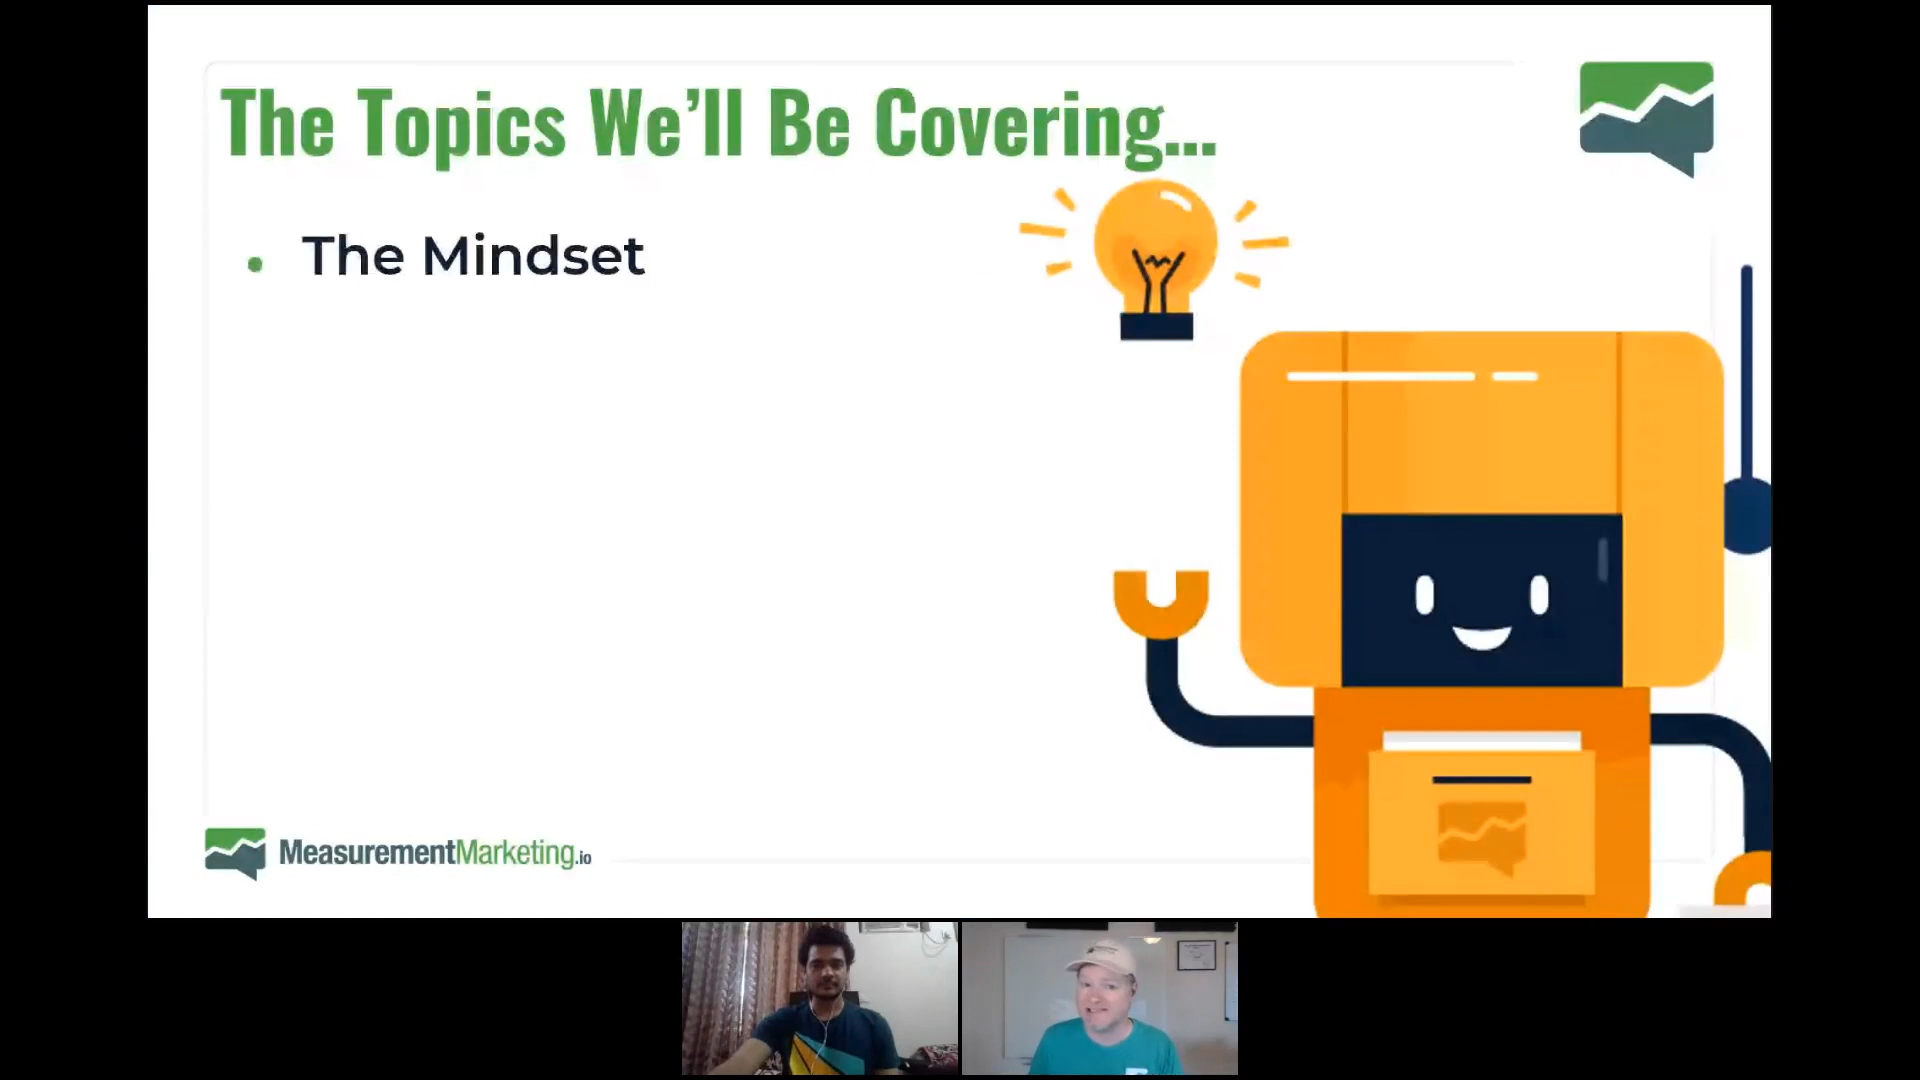 The Topics We’ll Be Covering...
• The Mindset
MeasurementMarketing.io